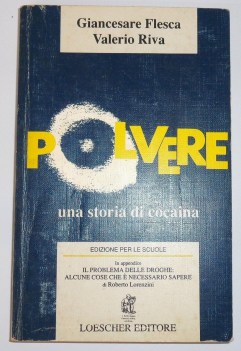 Giancesare Flesca
Valerio Riva
POLVERE
una storia di cocaina
EDIZIONE PER LE SCUOLE
In appendice
IL PROBLEMA DELLE DROGHE:
ALCUNE COSE CHE È NECESSARIO SAPERE
di Roberto Lorenzini
LOESCHER EDITORE